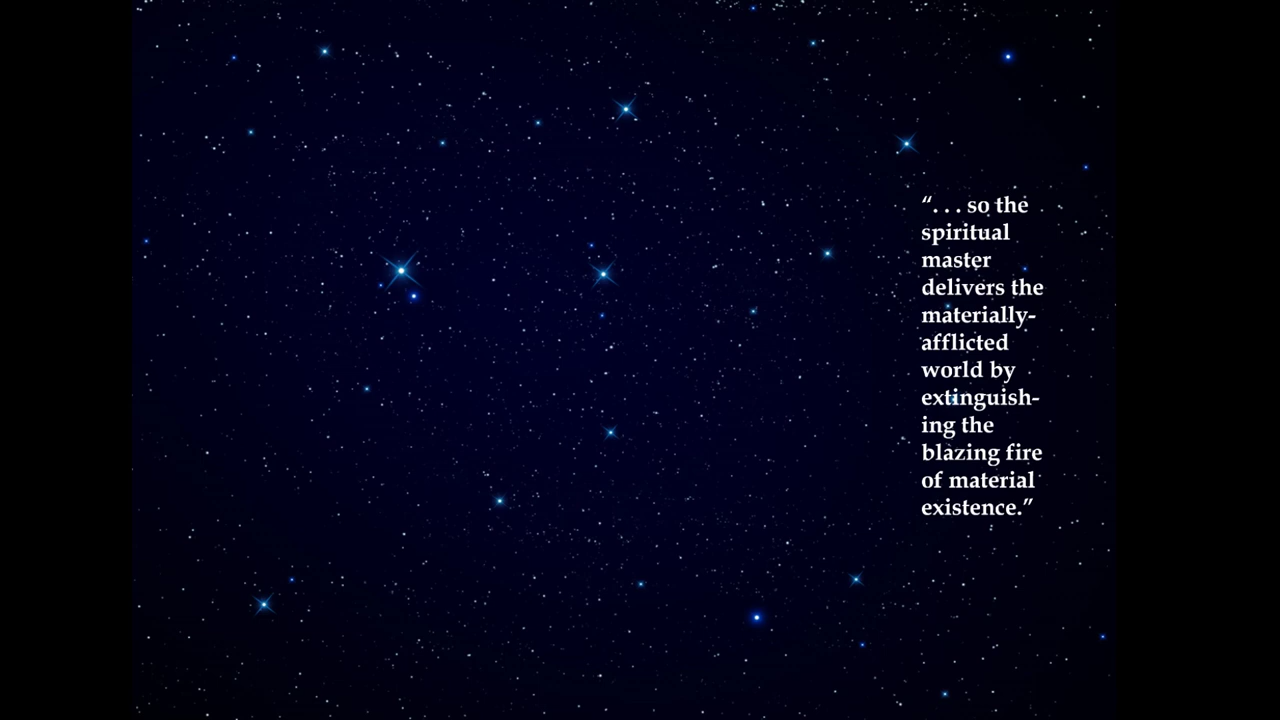 “. . . so the
spiritual
master
delivers the
materially-
afflicted
world by
extinguish-
ing the
blazing fire
of material
existence.”